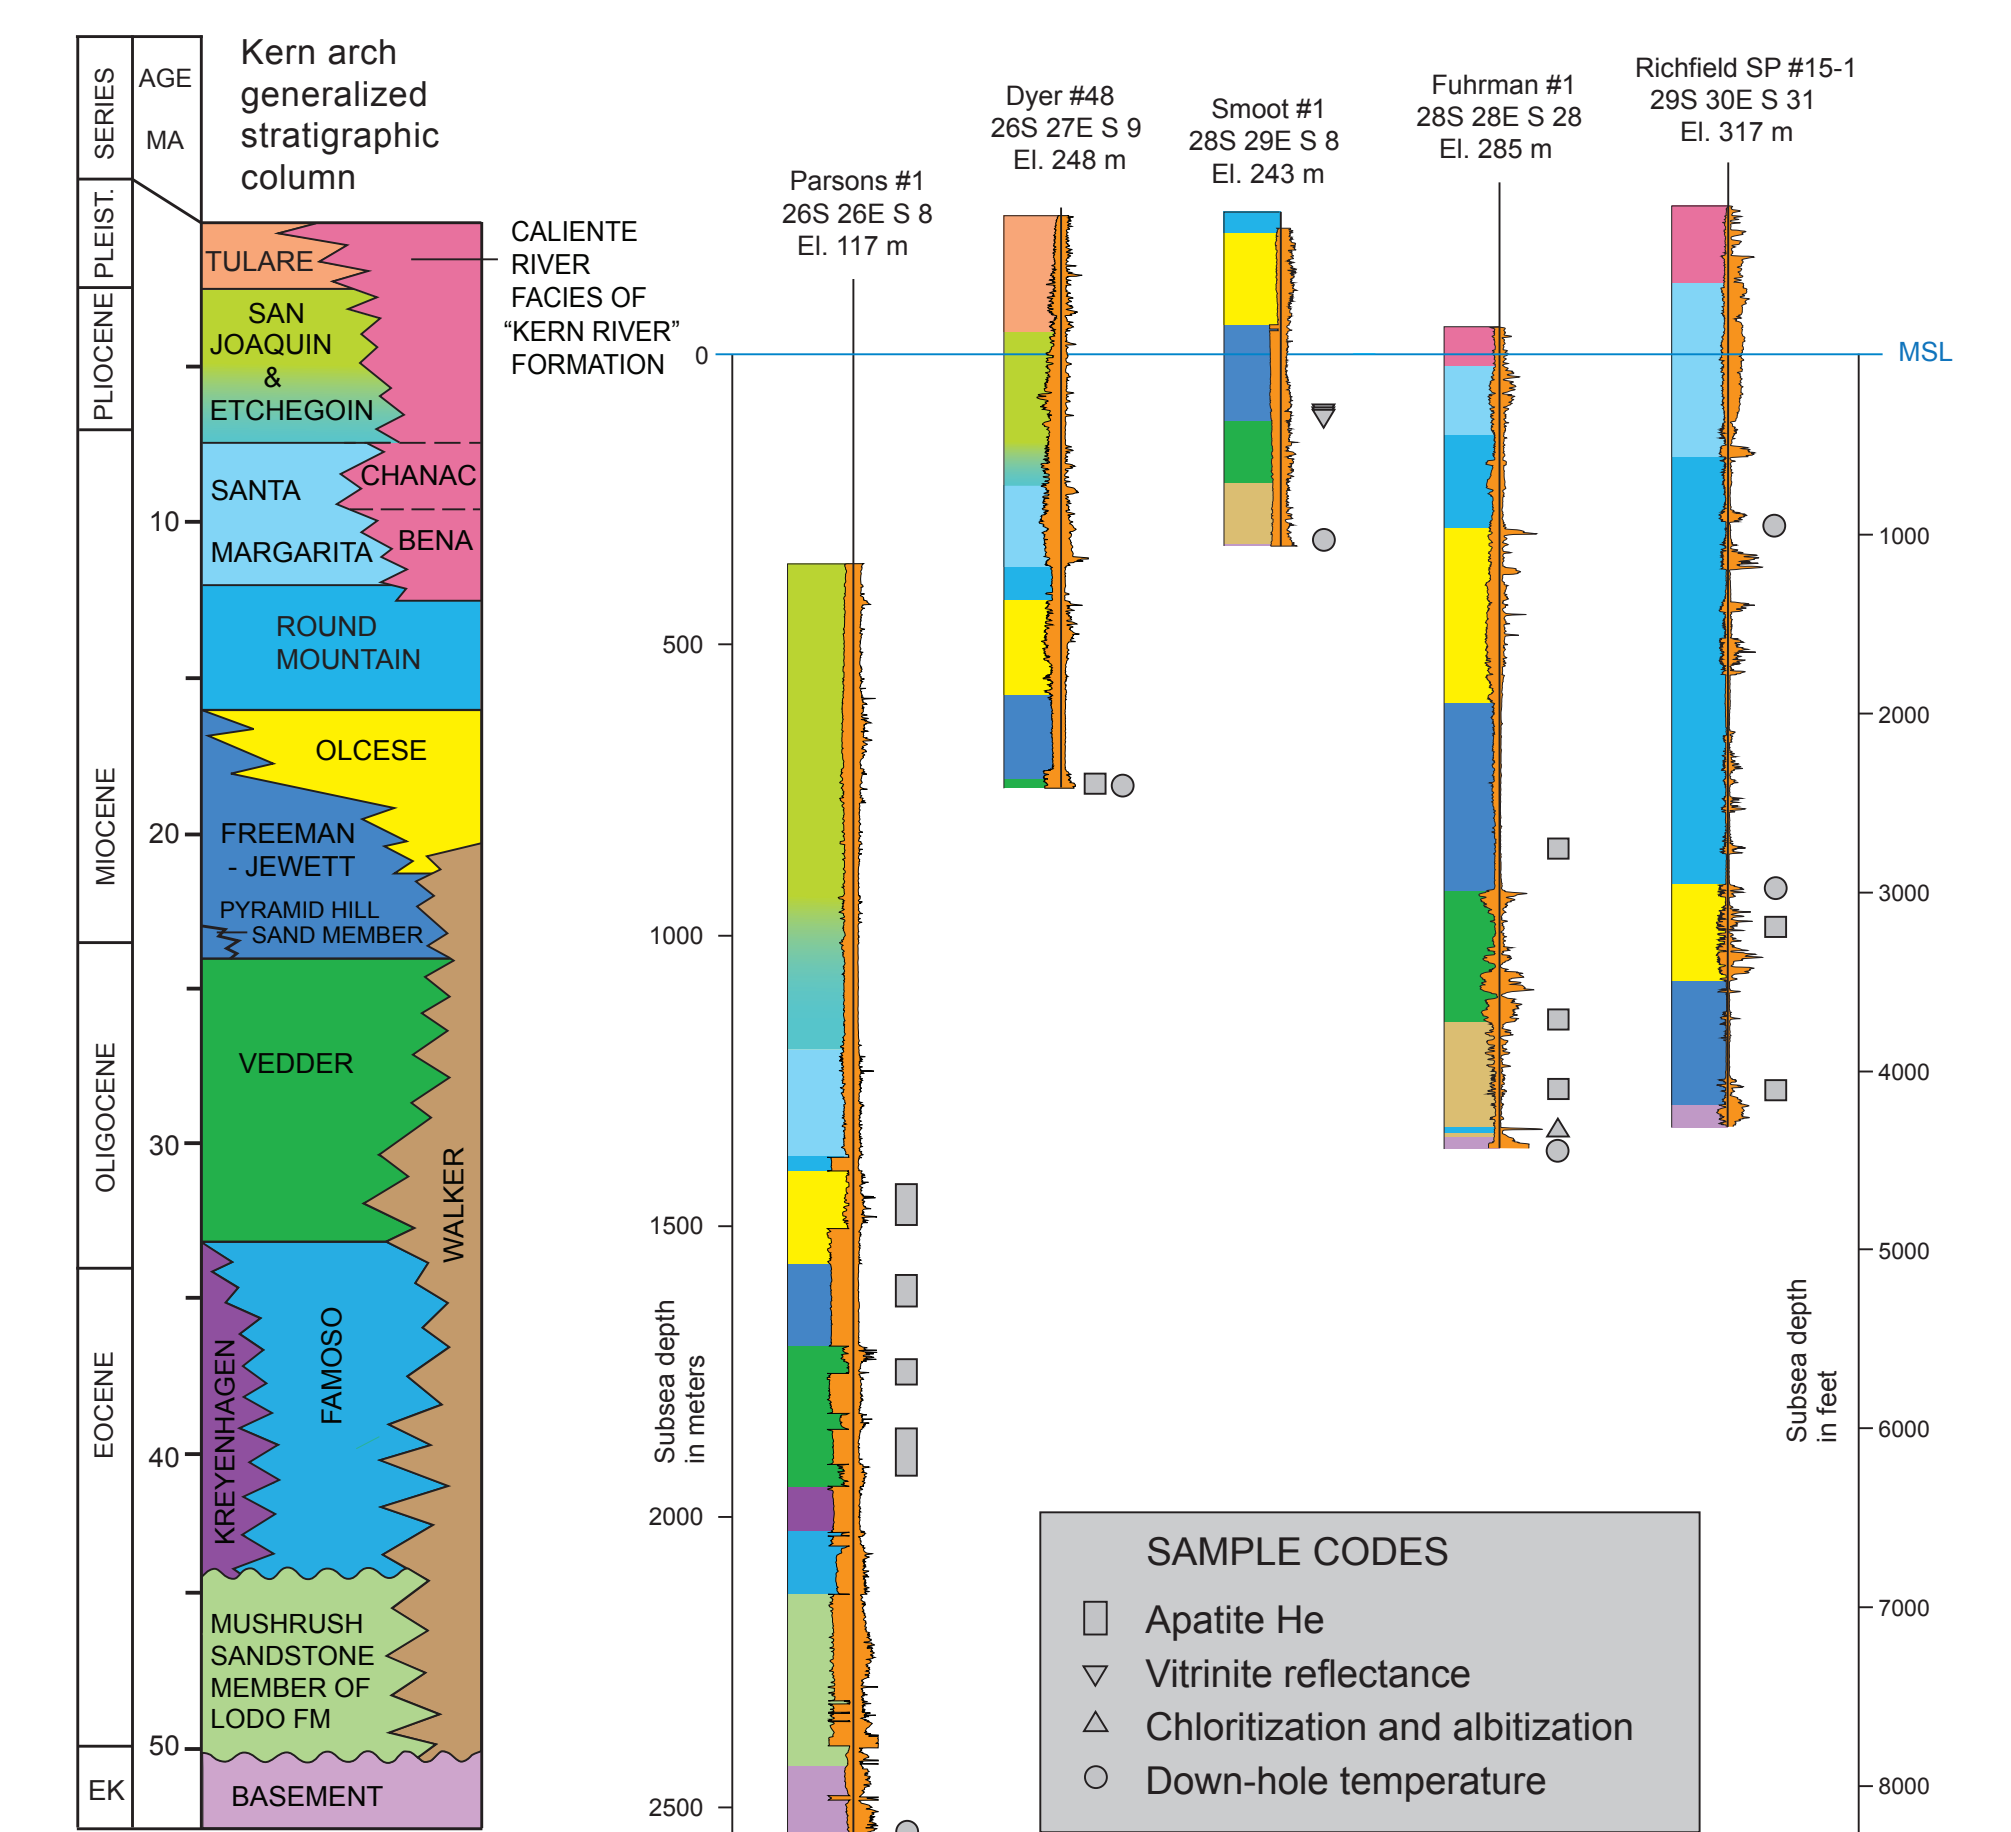 SERIES
AGE
MA
Kern arch
generalized
stratigraphic
column
PLEIST.
PLIOCENE
MIOCENE
OLIGOCENE
EOCENE
EK
10
20
30
40
50
TULARE
SAN
JOAQUIN
&
ETCHEGOIN
SANTA
MARGARITA
CHANAC
BENA
ROUND
MOUNTAIN
OLCESE
FREEMAN
- JEWETT
PYRAMID HILL
SAND MEMBER
VEDDER
WALKER
KREYENHAGEN
FAMOSO
MUSHRUSH
SANDSTONE
MEMBER OF
LODO FM
BASEMENT
CALIENTE
RIVER
FACIES OF
“KERN RIVER”
FORMATION
Parsons #1
26S 26E S 8
El. 117 m
Dyer #48
26S 27E S 9
El. 248 m
Smoot #1
28S 29E S 8
El. 243 m
Fuhrman #1
28S 28E S 28
El. 285 m
Richfield SP #15-1
29S 30E S 31
El. 317 m
0
500
1000
1500
2000
2500
Subsea depth
in meters
MSL
1000
2000
3000
4000
5000
6000
7000
8000
Subsea depth
in feet
SAMPLE CODES
Apatite He
Vitrinite reflectance
Chloritization and albitization
Down-hole temperature